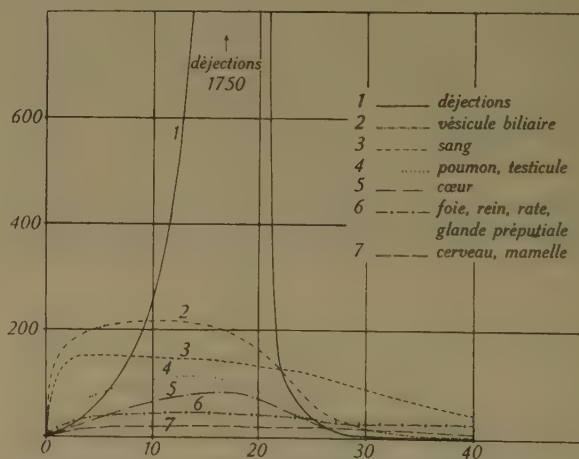 déjections
1750
600
400
200
1
2
3
4
5
6
7
1 déjections
2 vésicule biliaire
3 sang
4 poumon, testicule
5 cœur
6 foie, rein, rate,
glande préputiale
7 cerveau, mamelle
0 10 20 30 40